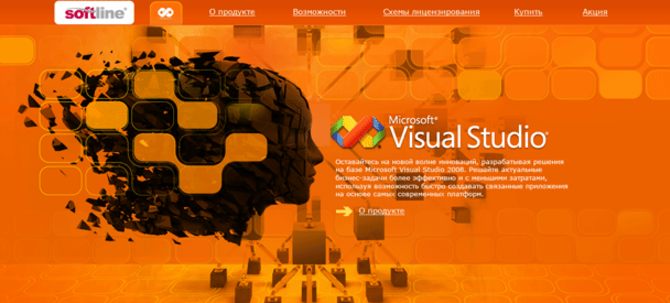 softline®
О продукте
Возможности
Схемы лицензирования
Купить
Акция
Microsoft®
Visual Studio®
Оставайтесь на новой волне инноваций, разрабатывая решения
на базе Microsoft Visual Studio 2008. Решайте актуальные
бизнес-задачи более эффективно и с меньшими затратами,
используя возможность быстро создавать связанные приложения
на основе самых современных платформ.
О продукте